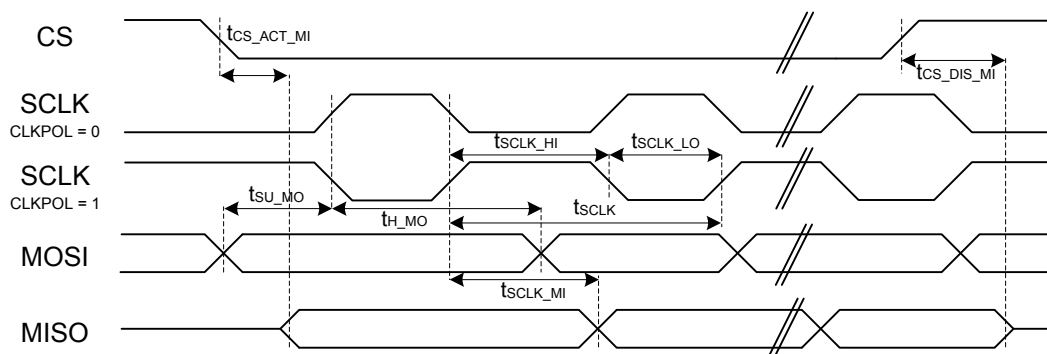 CS
tCS_ACT_MI
tCS_DIS_MI
SCLK
CLKPOL = 0
tSCLK_HI
tSCLK_LO
SCLK
CLKPOL = 1
tSU_MO
tH_MO
tSCLK
MOSI
tSCLK_MI
MISO